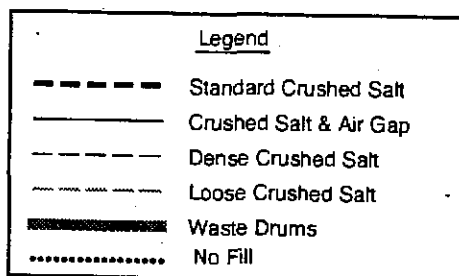 Legend
Standard Crushed Salt
Crushed Salt & Air Gap
Dense Crushed Salt
Loose Crushed Salt
Waste Drums
No Fill